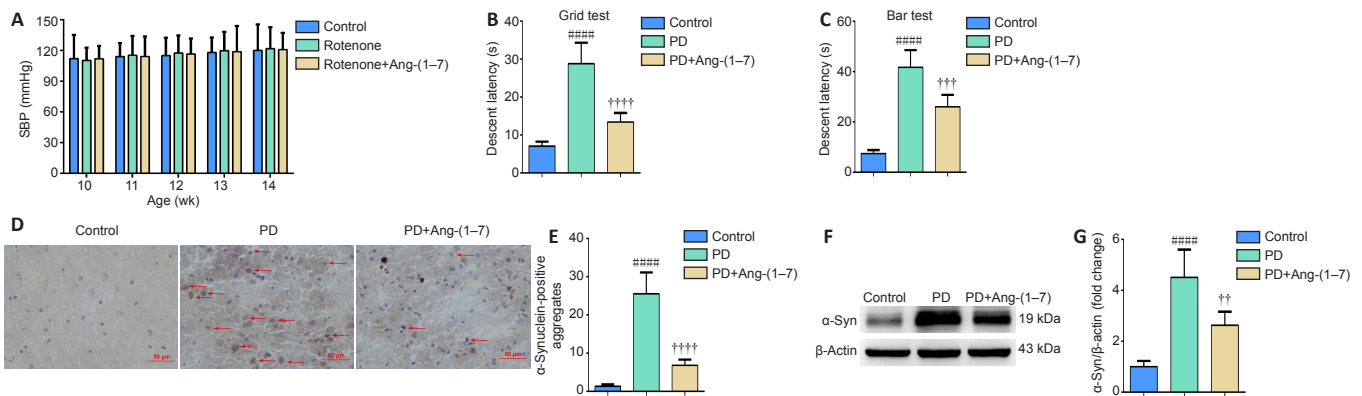 A
SBP (mmHg)
150
120
90
60
30
0
10
11
12
13
14
Age (wk)
Control
Rotenone
Rotenone+Ang-(1–7)
B
Grid test
Descent latency (s)
40
30
20
10
0
####
††††
Control
PD
PD+Ang-(1–7)
C
Bar test
Descent latency (s)
60
40
20
0
####
†††
Control
PD
PD+Ang-(1–7)
D
Control
PD
PD+Ang-(1–7)
50 μm
50 μm
50 μm
E
α-Synuclein-positive
aggregates
40
30
20
10
0
####
††††
Control
PD
PD+Ang-(1–7)
F
Control
PD
PD+Ang-(1–7)
α-Syn
19 kDa
β-Actin
43 kDa
G
α-Syn/β-actin (fold change)
8
6
4
2
0
####
††
Control
PD
PD+Ang-(1–7)